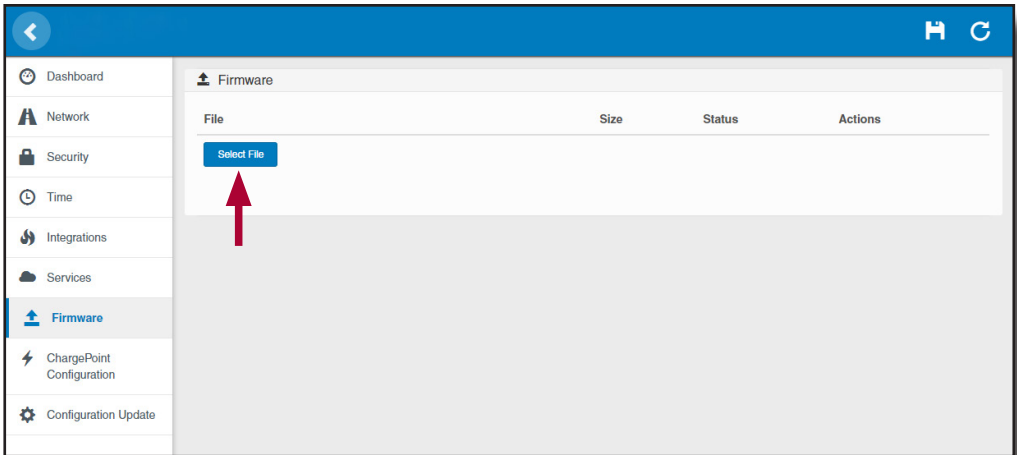 Dashboard
Network
Security
Time
Integrations
Services
Firmware
ChargePoint
Configuration
Configuration Update
Firmware
File Size Status Actions
Select File